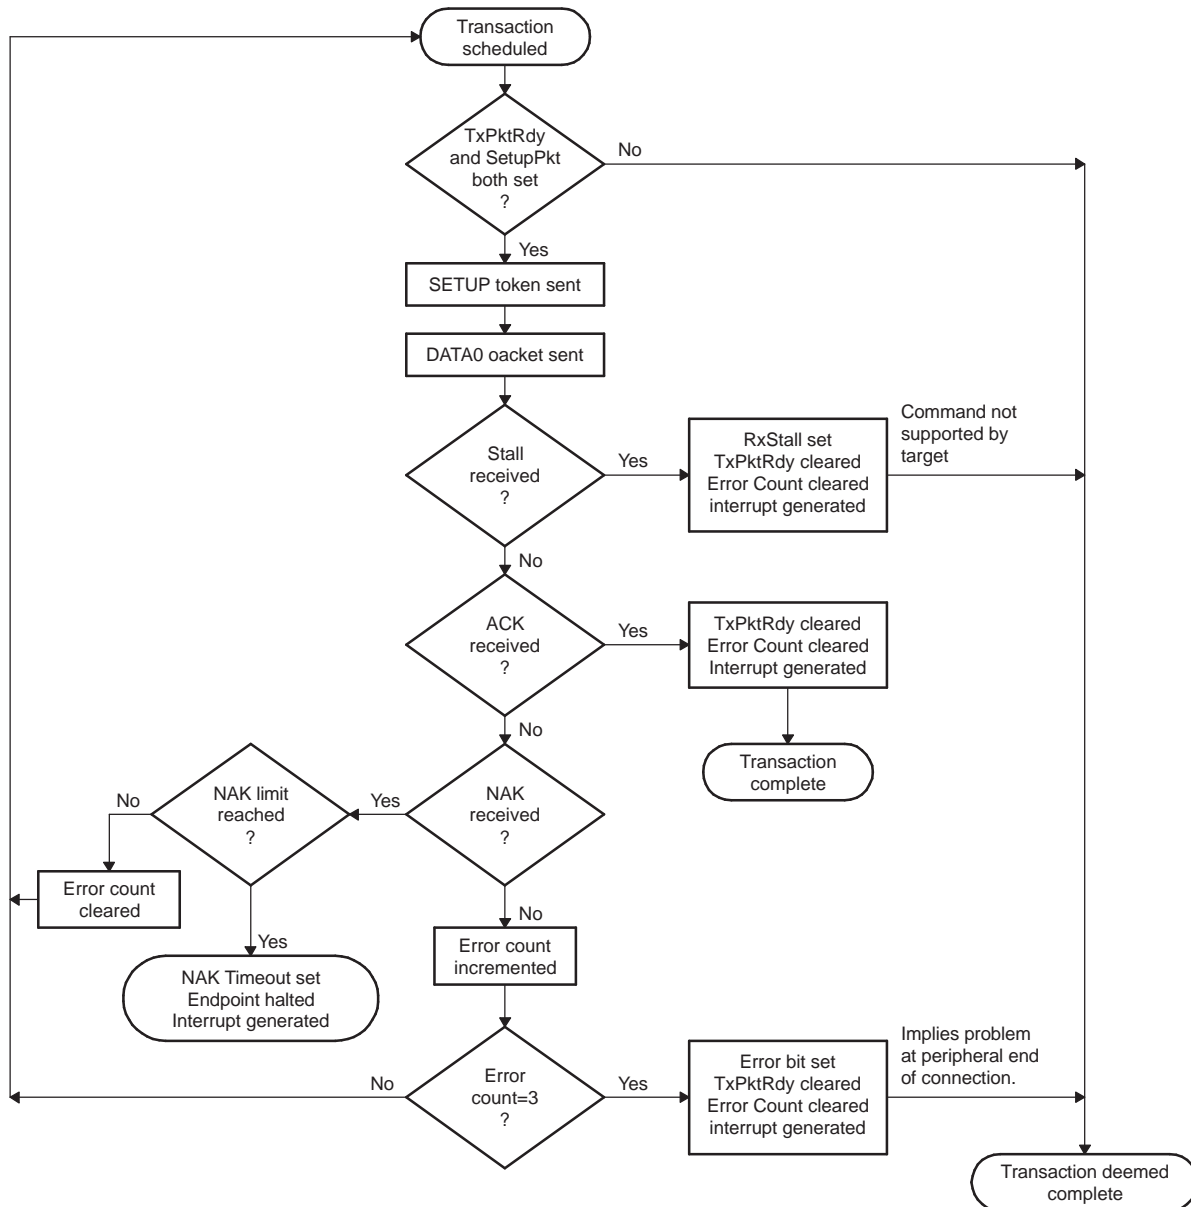 Transaction
scheduled
TxPktRdy
and SetupPkt
both set
?
No
Yes
SETUP token sent
DATA0 oacket sent
Stall
received
?
Yes
RxStall set
TxPktRdy cleared
Error Count cleared
interrupt generated
Command not
supported by
target
No
ACK
received
?
Yes
TxPktRdy cleared
Error Count cleared
Interrupt generated
Transaction
complete
No
NAK
received
?
Yes
NAK limit
reached
?
No
Error count
cleared
Yes
NAK Timeout set
Endpoint halted
Interrupt generated
No
Error count
incremented
Error
count=3
?
No
Yes
Error bit set
TxPktRdy cleared
Error Count cleared
interrupt generated
Implies problem
at peripheral end
of connection.
Transaction deemed
complete